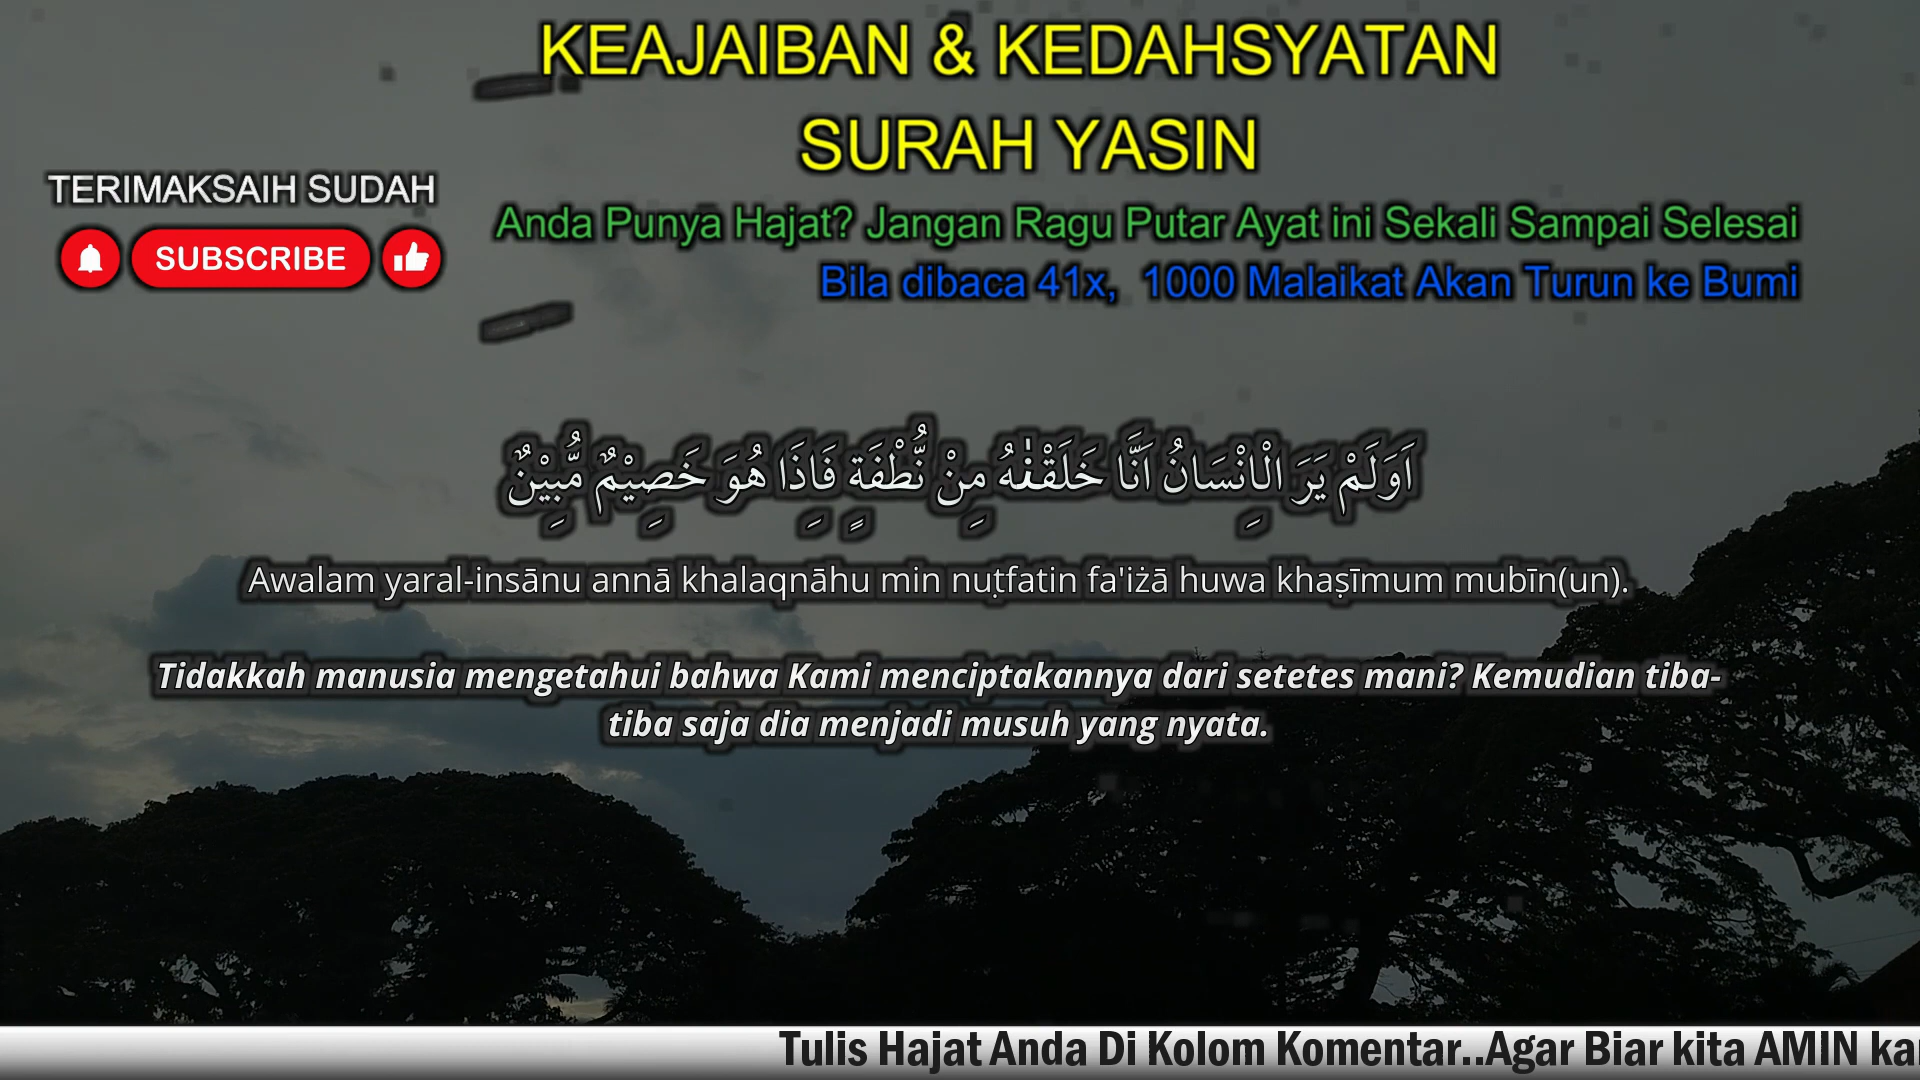 KEAJAIBAN & KEDAHSYATAN
SURAH YASIN
TERIMAKSAIH SUDAH
SUBSCRIBE
Anda Punya Hajat? Jangan Ragu Putar Ayat ini Sekali Sampai Selesai
Bila dibaca 41x, 1000 Malaikat Akan Turun ke Bumi
اَوَلَمْ يَرَ الْاِنْسَانُ اَنَّا خَلَقْنٰهُ مِنْ نُّطْفَةٍ فَاِذَا هُوَ خَصِيْمٌ مُّبِيْنٌ
Awalam yaral-insānu annā khalaqnāhu min nuṭfatin fa'iżā huwa khaṣīmum mubīn(un).
Tidakkah manusia mengetahui bahwa Kami menciptakannya dari setetes mani? Kemudian tiba-
tiba saja dia menjadi musuh yang nyata.
Tulis Hajat Anda Di Kolom Komentar..Agar Biar kita AMIN